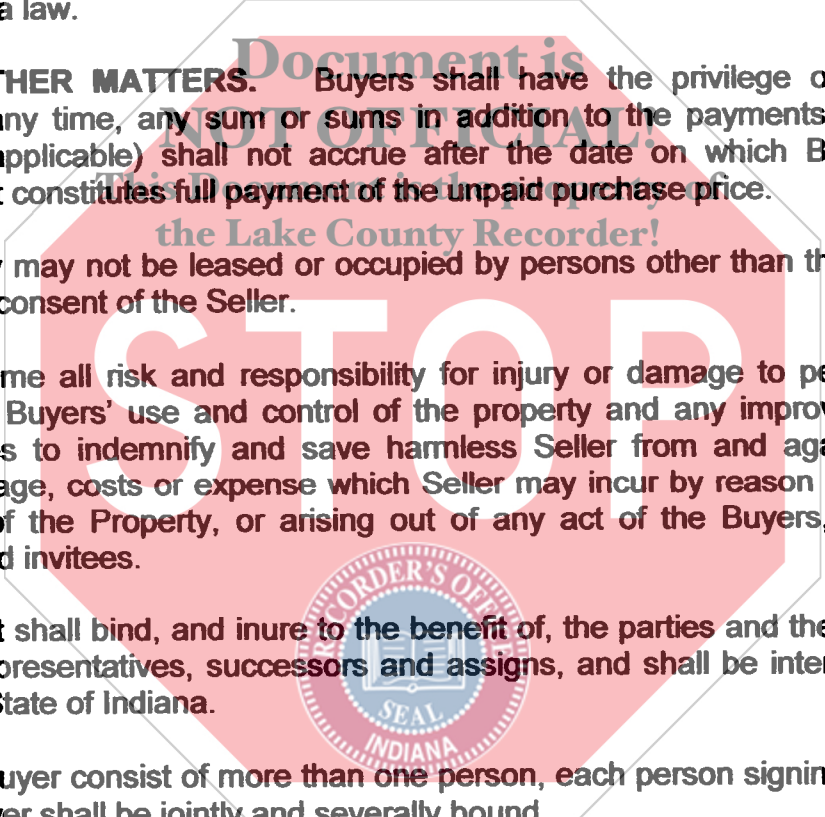 a law.
THER MATTERS. Buyers shall have the privilege o
ny time, any sum or sums in addition to the payments
pplicable) shall not accrue after the date on which B
t constitutes full payment of the unpaid purchase price.
Document is
NOT OFFICIAL!
This Document is the property of
the Lake County Recorder!
may not be leased or occupied by persons other than th
consent of the Seller.
STOP
me all risk and responsibility for injury or damage to pe
Buyers' use and control of the property and any improv
s to indemnify and save harmless Seller from and aga
age, costs or expense which Seller may incur by reason
of the Property, or arising out of any act of the Buyers,
d invitees.
t shall bind, and inure to the benefit of, the parties and the
presentatives, successors and assigns, and shall be inter
State of Indiana.
RECORDER'S OFFICE
SEAL
INDIANA
uyer consist of more than one person, each person signin
er shall be jointly and severally bound.